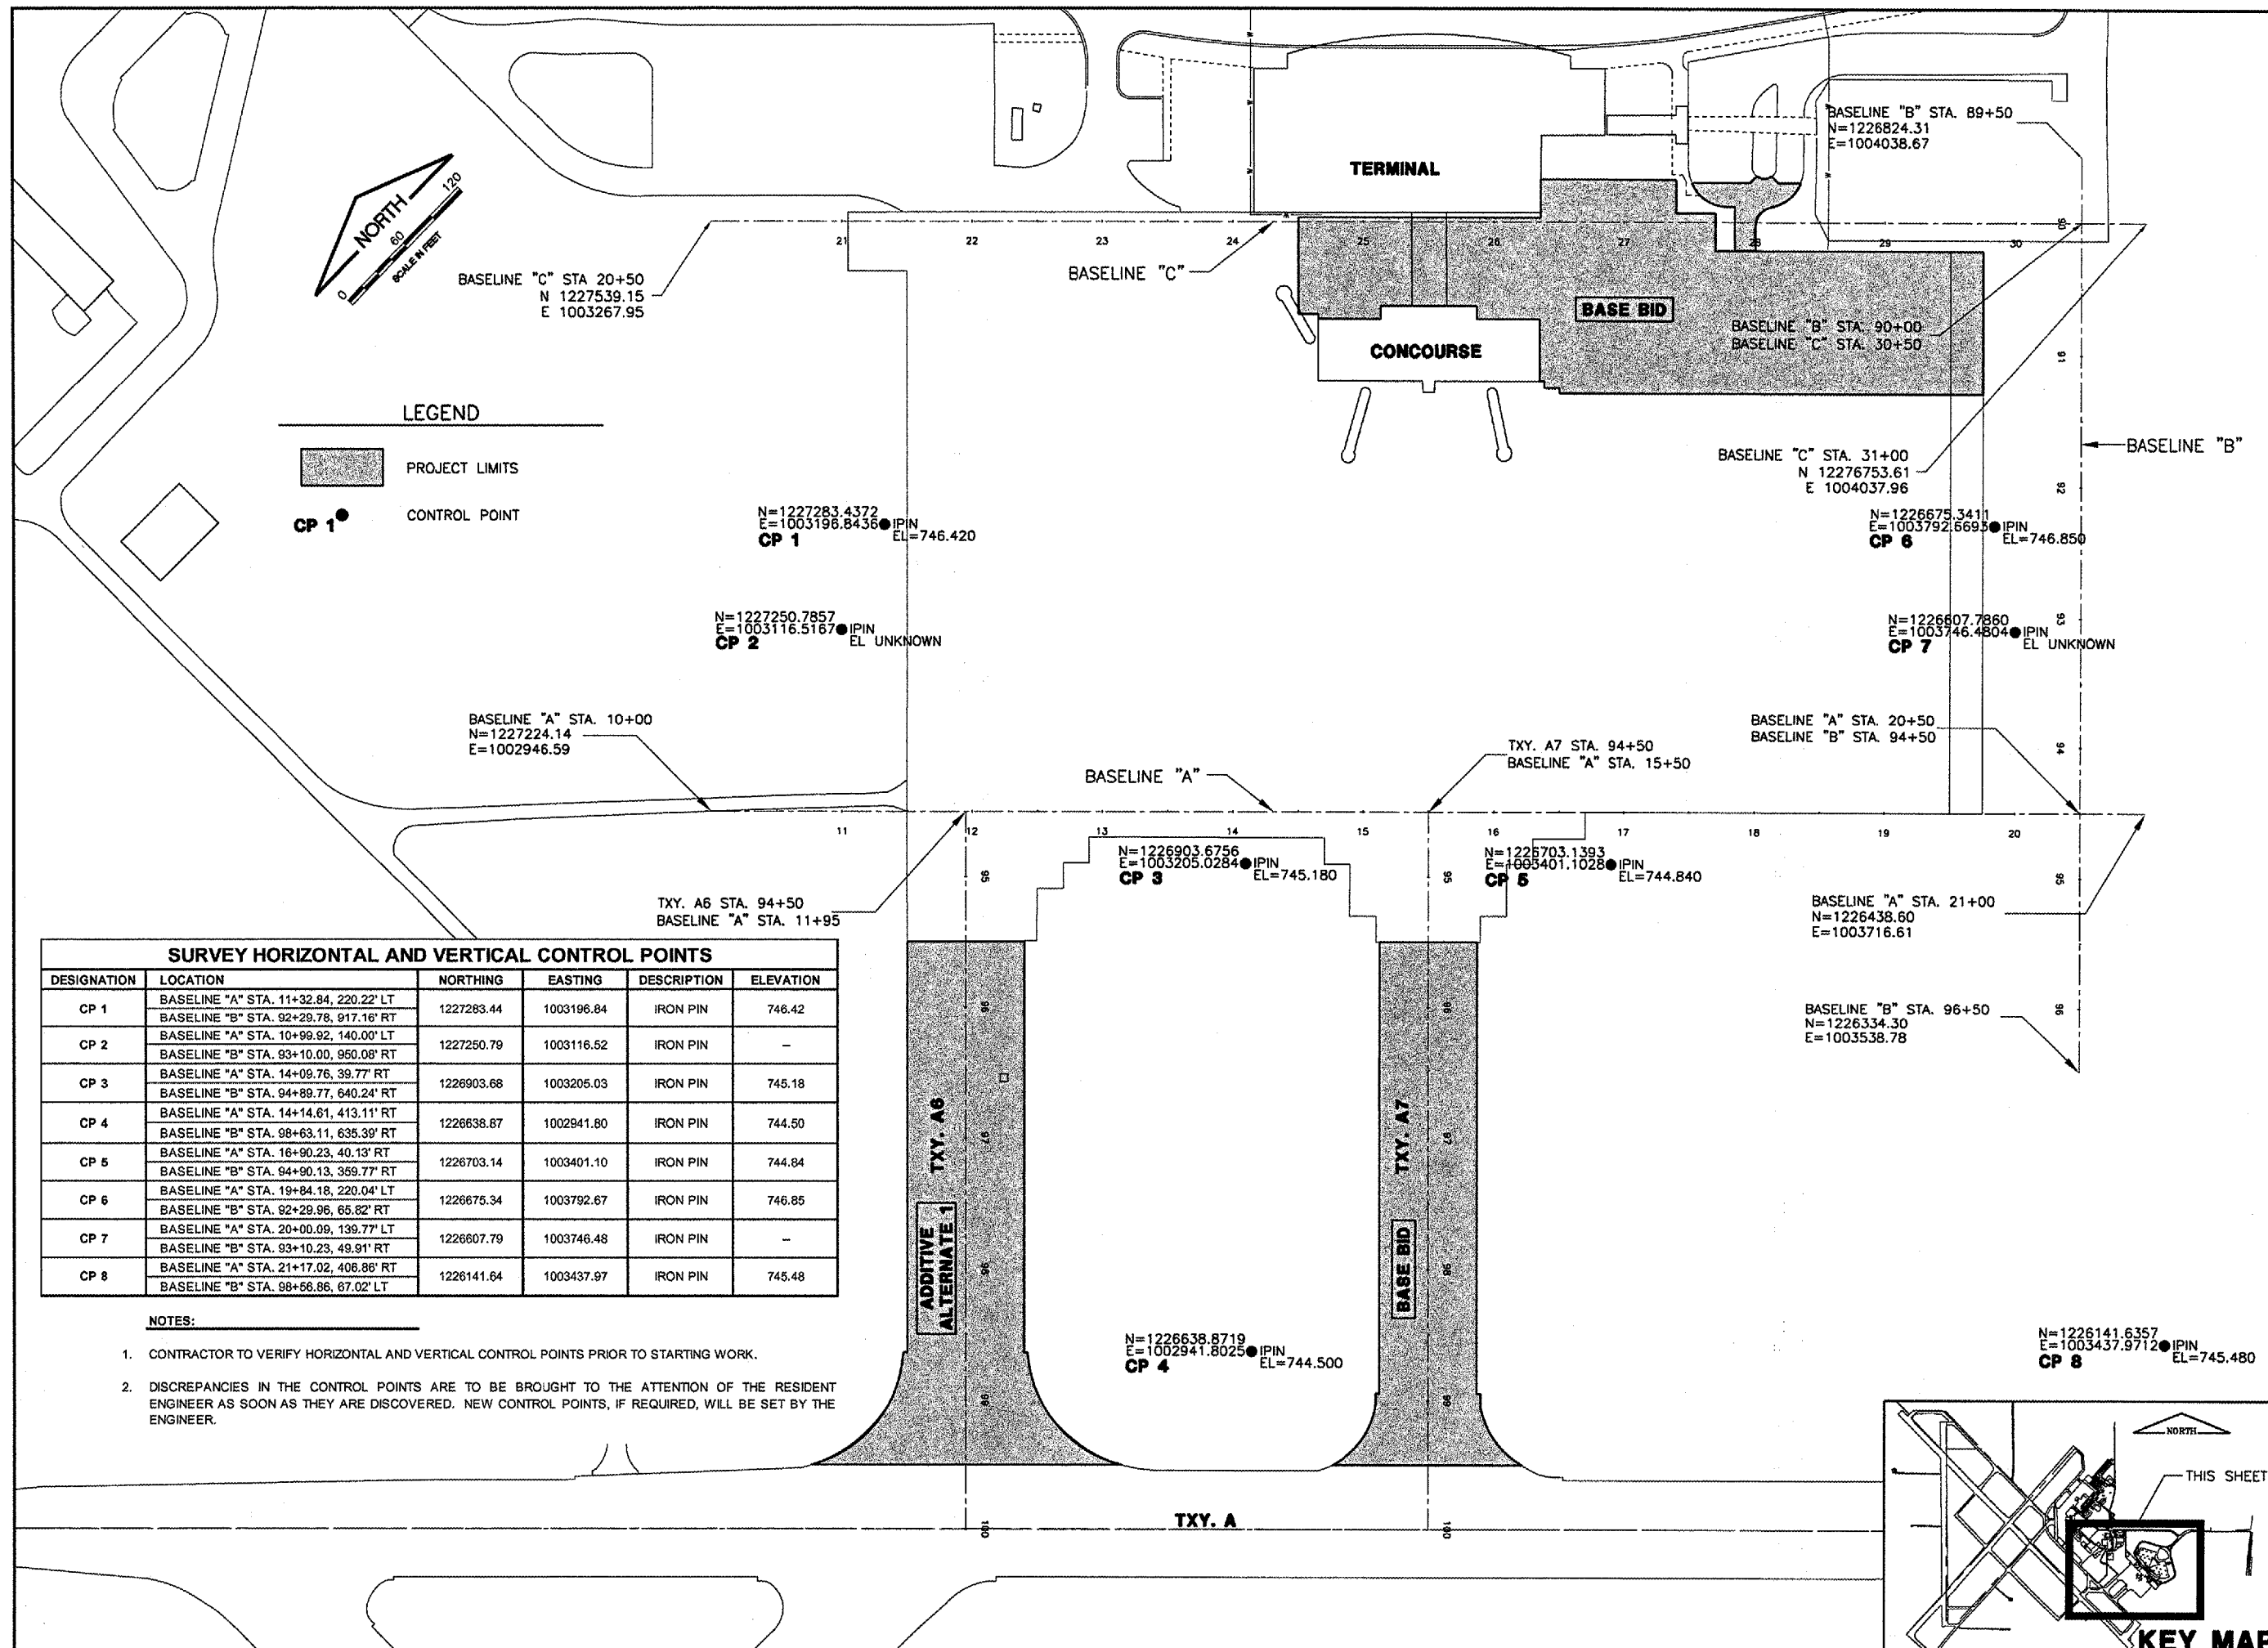 BASELINE "B" STA. 89+50
N=1226824.31
E=1004038.67
TERMINAL
NORTH
0
60
120
SCALE IN FEET
21
22
23
24
25
26
27
28
29
30
90
BASELINE "C" STA 20+50
N 1227539.15
E 1003267.95
BASELINE "C"
BASE BID
BASELINE "B" STA. 90+00
BASELINE "C" STA. 30+50
CONCOURSE
91
LEGEND
PROJECT LIMITS
CP 1
CONTROL POINT
BASELINE "B"
BASELINE "C" STA. 31+00
N 12276753.61
E 1004037.96
92
N=1227283.4372
E=1003196.8436 IPIN
CP 1 EL=746.420
N=1226675.3411
E=1003792.6693 IPIN
CP 6 EL=746.850
N=1227250.7857
E=1003116.5167 IPIN
CP 2 EL UNKNOWN
93
N=1226607.7860
E=1003746.4804 IPIN
CP 7 EL UNKNOWN
BASELINE "A" STA. 10+00
N=1227224.14
E=1002946.59
BASELINE "A"
TXY. A7 STA. 94+50
BASELINE "A" STA. 15+50
BASELINE "A" STA. 20+50
BASELINE "B" STA. 94+50
94
11
12
13
14
15
16
17
18
19
20
N=1226903.6756
E=1003205.0284 IPIN
CP 3 EL=745.180
N=1226703.1393
E=1003401.1028 IPIN
CP 5 EL=744.840
95
95
95
TXY. A6 STA. 94+50
BASELINE "A" STA. 11+95
BASELINE "A" STA. 21+00
N=1226438.60
E=1003716.61
BASELINE "B" STA. 96+50
N=1226334.30
E=1003538.78
96
96
96
SURVEY HORIZONTAL AND VERTICAL CONTROL POINTS
DESIGNATION LOCATION NORTHING EASTING DESCRIPTION ELEVATION
CP 1 BASELINE "A" STA. 11+32.84, 220.22' LT 1227283.44 1003196.84 IRON PIN 746.42
BASELINE "B" STA. 92+29.78, 917.16' RT
CP 2 BASELINE "A" STA. 10+99.92, 140.00' LT 1227250.79 1003116.52 IRON PIN –
BASELINE "B" STA. 93+10.00, 950.08' RT
CP 3 BASELINE "A" STA. 14+09.76, 39.77' RT 1226903.68 1003205.03 IRON PIN 745.18
BASELINE "B" STA. 94+89.77, 640.24' RT
CP 4 BASELINE "A" STA. 14+14.61, 413.11' RT 1226638.87 1002941.80 IRON PIN 744.50
BASELINE "B" STA. 98+63.11, 635.39' RT
CP 5 BASELINE "A" STA. 16+90.23, 40.13' RT 1226703.14 1003401.10 IRON PIN 744.84
BASELINE "B" STA. 94+90.13, 359.77' RT
CP 6 BASELINE "A" STA. 19+84.18, 220.04' LT 1226675.34 1003792.67 IRON PIN 746.85
BASELINE "B" STA. 92+29.96, 65.82' RT
CP 7 BASELINE "A" STA. 20+00.09, 139.77' LT 1226607.79 1003746.48 IRON PIN –
BASELINE "B" STA. 93+10.23, 49.91' RT
CP 8 BASELINE "A" STA. 21+17.02, 406.86' RT 1226141.64 1003437.97 IRON PIN 745.48
BASELINE "B" STA. 98+56.86, 67.02' LT
TXY. A6
97
ADDITIVE
ALTERNATE 1
98
99
100
TXY. A7
97
BASE BID
98
99
100
N=1226638.8719
E=1002941.8025 IPIN
CP 4 EL=744.500
N=1226141.6357
E=1003437.9712 IPIN
CP 8 EL=745.480
NOTES:
1. CONTRACTOR TO VERIFY HORIZONTAL AND VERTICAL CONTROL POINTS PRIOR TO STARTING WORK.
2. DISCREPANCIES IN THE CONTROL POINTS ARE TO BE BROUGHT TO THE ATTENTION OF THE RESIDENT
ENGINEER AS SOON AS THEY ARE DISCOVERED. NEW CONTROL POINTS, IF REQUIRED, WILL BE SET BY THE
ENGINEER.
TXY. A
NORTH
THIS SHEET
KEY MAP